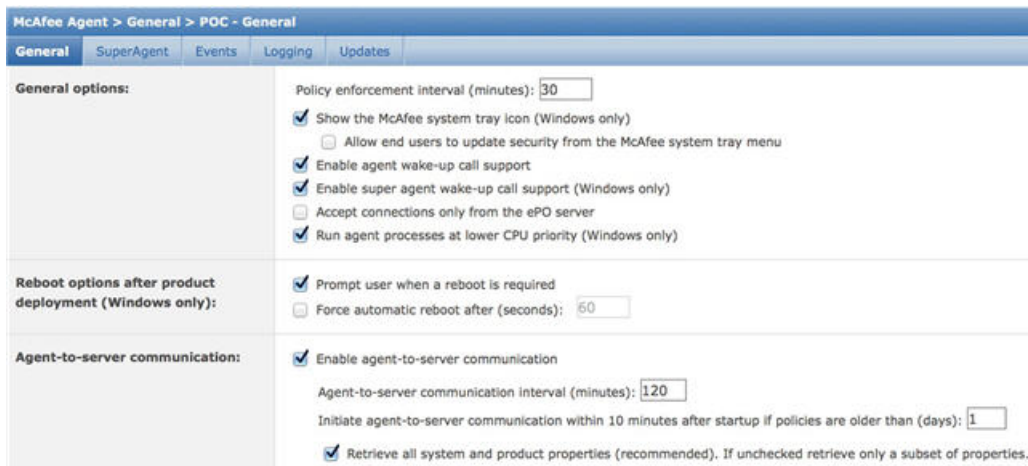 McAfee Agent > General > POC - General
General SuperAgent Events Logging Updates
General options:
Policy enforcement interval (minutes): 30
Show the McAfee system tray icon (Windows only)
Allow end users to update security from the McAfee system tray menu
Enable agent wake-up call support
Enable super agent wake-up call support (Windows only)
Accept connections only from the ePO server
Run agent processes at lower CPU priority (Windows only)
Reboot options after product
deployment (Windows only):
Prompt user when a reboot is required
Force automatic reboot after (seconds): 60
Agent-to-server communication:
Enable agent-to-server communication
Agent-to-server communication interval (minutes): 120
Initiate agent-to-server communication within 10 minutes after startup if policies are older than (days): 1
Retrieve all system and product properties (recommended). If unchecked retrieve only a subset of properties.